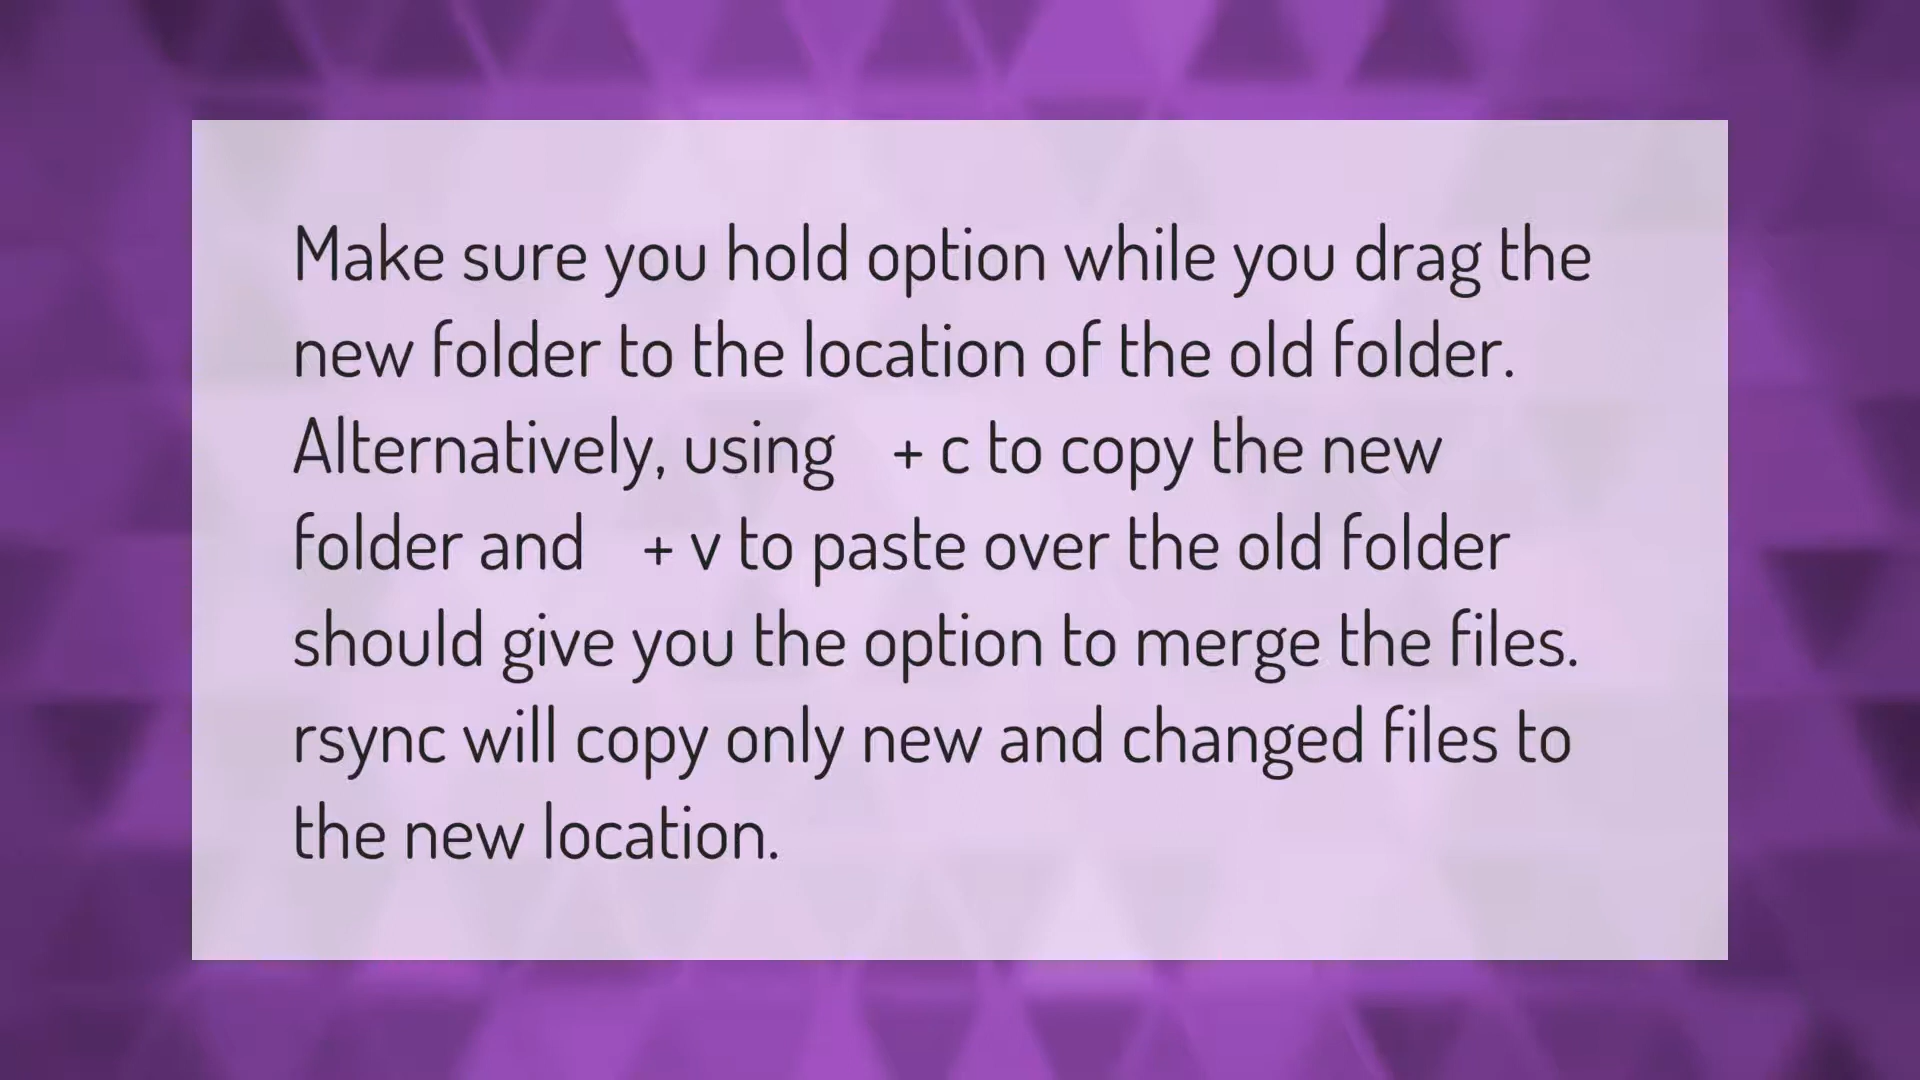 Make sure you hold option while you drag the
new folder to the location of the old folder.
Alternatively, using + c to copy the new
folder and + v to paste over the old folder
should give you the option to merge the files.
rsync will copy only new and changed files to
the new location.